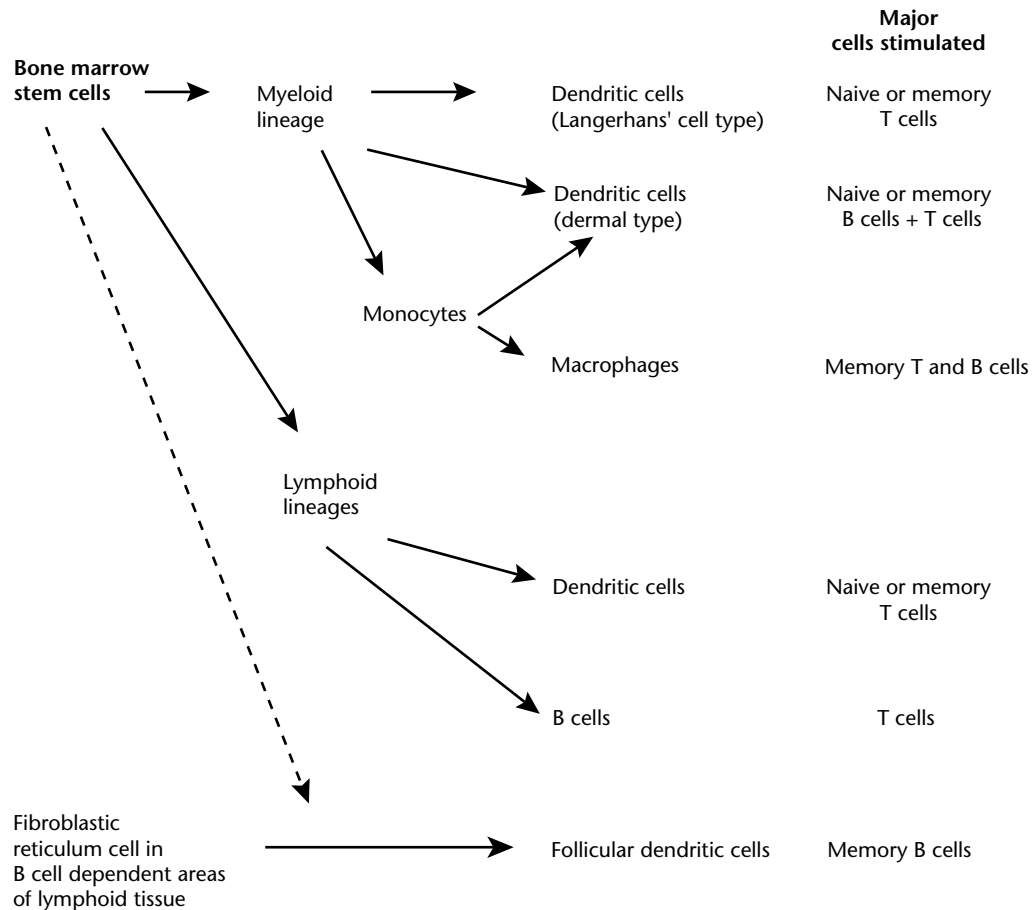 Major
cells stimulated
Bone marrow
stem cells
Myeloid
lineage
Dendritic cells
(Langerhans' cell type)
Naive or memory
T cells
Dendritic cells
(dermal type)
Naive or memory
B cells + T cells
Monocytes
Macrophages
Memory T and B cells
Lymphoid
lineages
Dendritic cells
Naive or memory
T cells
B cells
T cells
Fibroblastic
reticulum cell in
B cell dependent areas
of lymphoid tissue
Follicular dendritic cells
Memory B cells